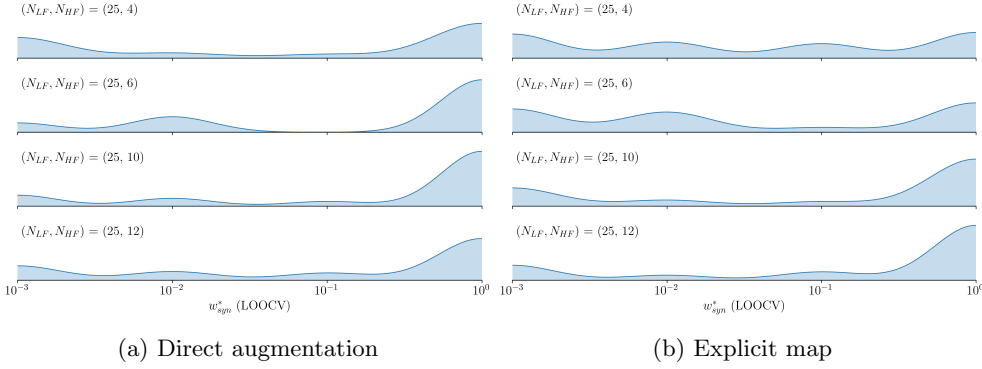 (N_LF, N_HF) = (25, 4)
(N_LF, N_HF) = (25, 6)
(N_LF, N_HF) = (25, 10)
(N_LF, N_HF) = (25, 12)
10^−3 10^−2 10^−1 10^0
w*_syn (LOOCV)
(a) Direct augmentation
(N_LF, N_HF) = (25, 4)
(N_LF, N_HF) = (25, 6)
(N_LF, N_HF) = (25, 10)
(N_LF, N_HF) = (25, 12)
10^−3 10^−2 10^−1 10^0
w*_syn (LOOCV)
(b) Explicit map